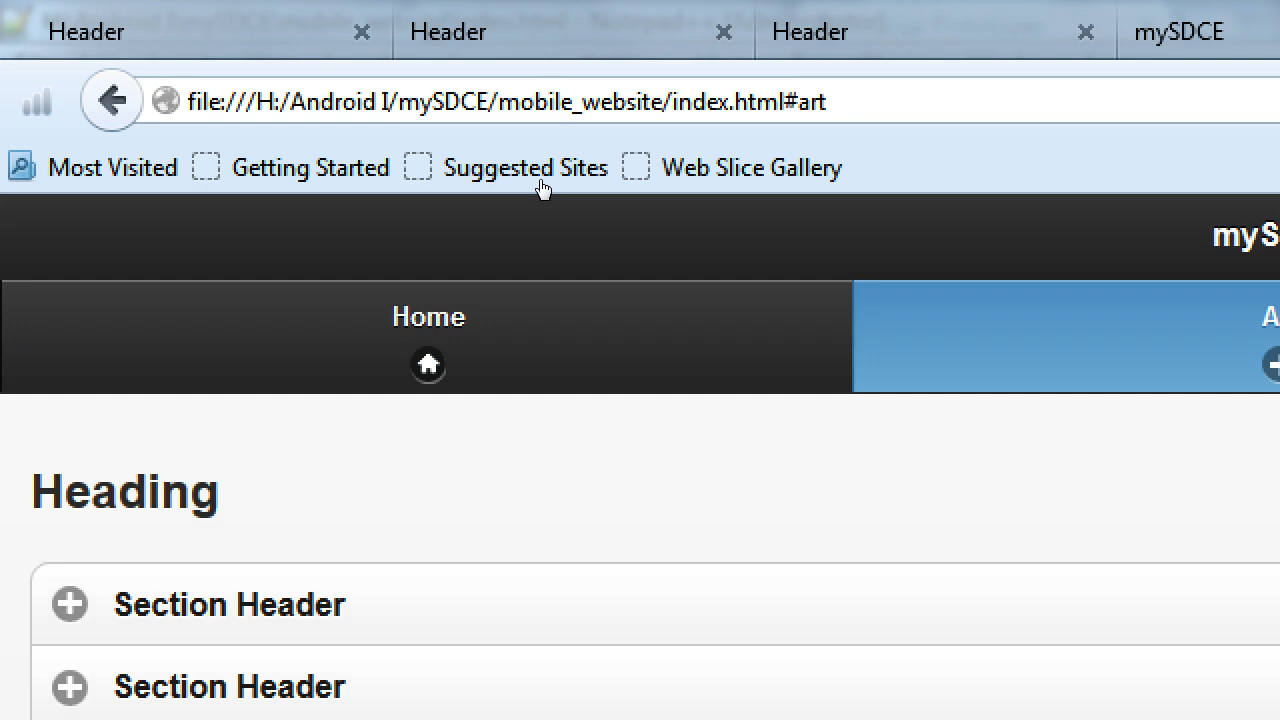 Header Header Header mySDCE
file:///H:/Android I/mySDCE/mobile_website/index.html#art
Most Visited Getting Started Suggested Sites Web Slice Gallery
myS
Home A
Heading
Section Header
Section Header